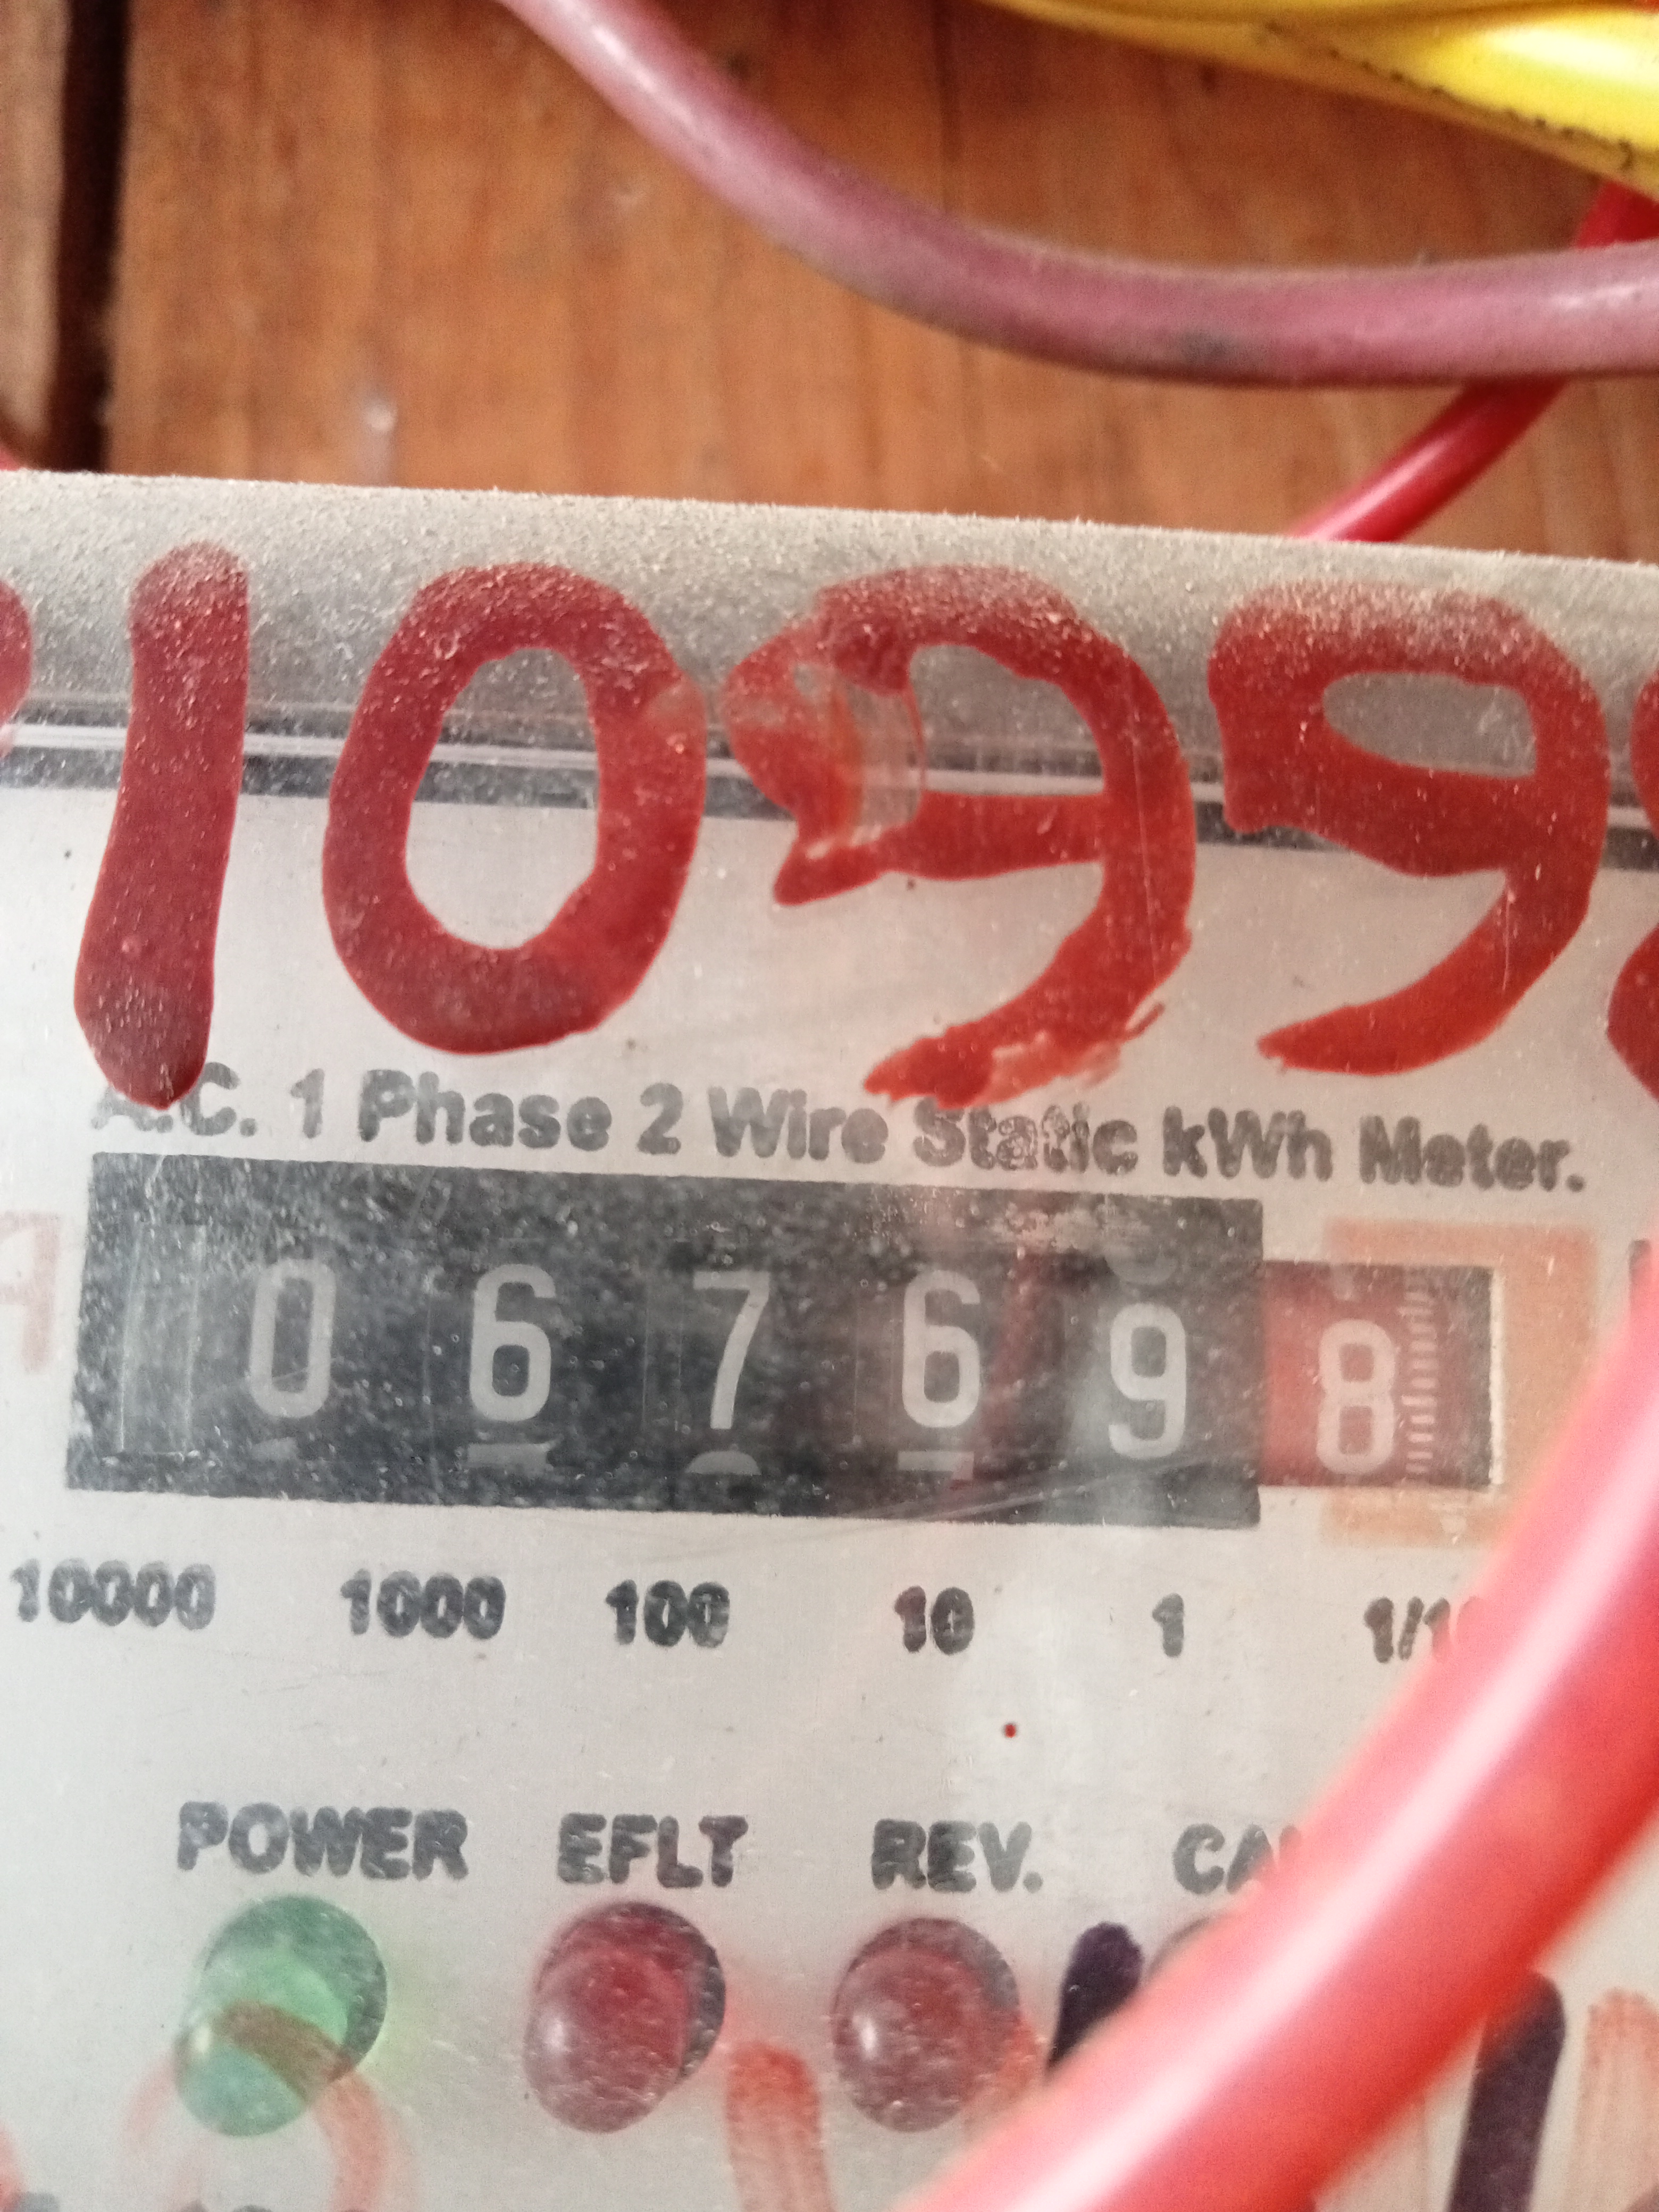 1099
A.C. 1 Phase 2 Wire Static kWh Meter.
0 6 7 6 9 8
10000 1000 100 10 1
POWER EFLT REV.